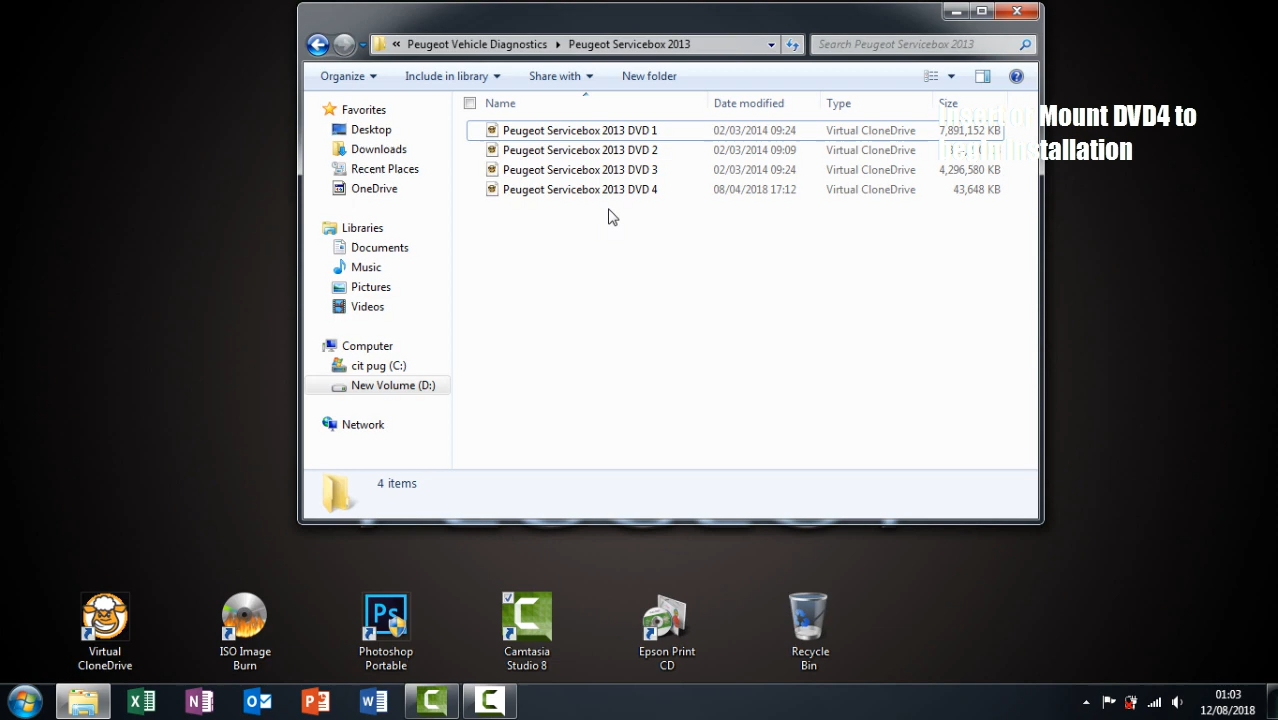 « Peugeot Vehicle Diagnostics Peugeot Servicebox 2013
Search Peugeot Servicebox 2013
Organize Include in library Share with New folder
Name Date modified Type Size
Peugeot Servicebox 2013 DVD 1 02/03/2014 09:24 Virtual CloneDrive 7,891,152 KB
Peugeot Servicebox 2013 DVD 2 02/03/2014 09:09 Virtual CloneDrive
Peugeot Servicebox 2013 DVD 3 02/03/2014 09:24 Virtual CloneDrive 4,296,580 KB
Peugeot Servicebox 2013 DVD 4 08/04/2018 17:12 Virtual CloneDrive 43,648 KB
Mount DVD4 to
Favorites
Desktop
Downloads
Recent Places
OneDrive
Libraries
Documents
Music
Pictures
Videos
Computer
cit pug (C:)
New Volume (D:)
Network
4 items
Virtual
CloneDrive
ISO Image
Burn
Photoshop
Portable
Camtasia
Studio 8
Epson Print
CD
Recycle
Bin
01:03
12/08/2018